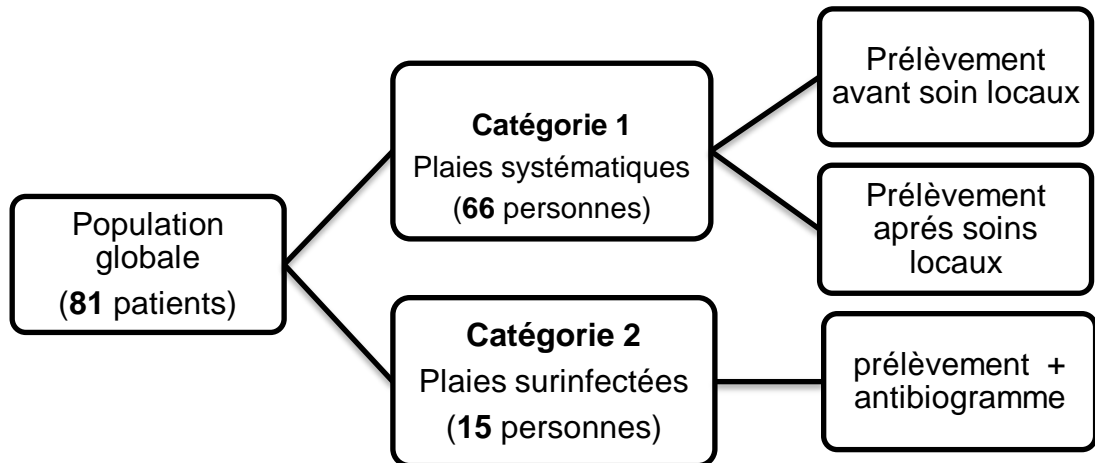 Population
globale
(81 patients)
Catégorie 1
Plaies systématiques
(66 personnes)
Prélèvement
avant soin locaux
Prélèvement
aprés soins
locaux
Catégorie 2
Plaies surinfectées
(15 personnes)
prélèvement +
antibiogramme